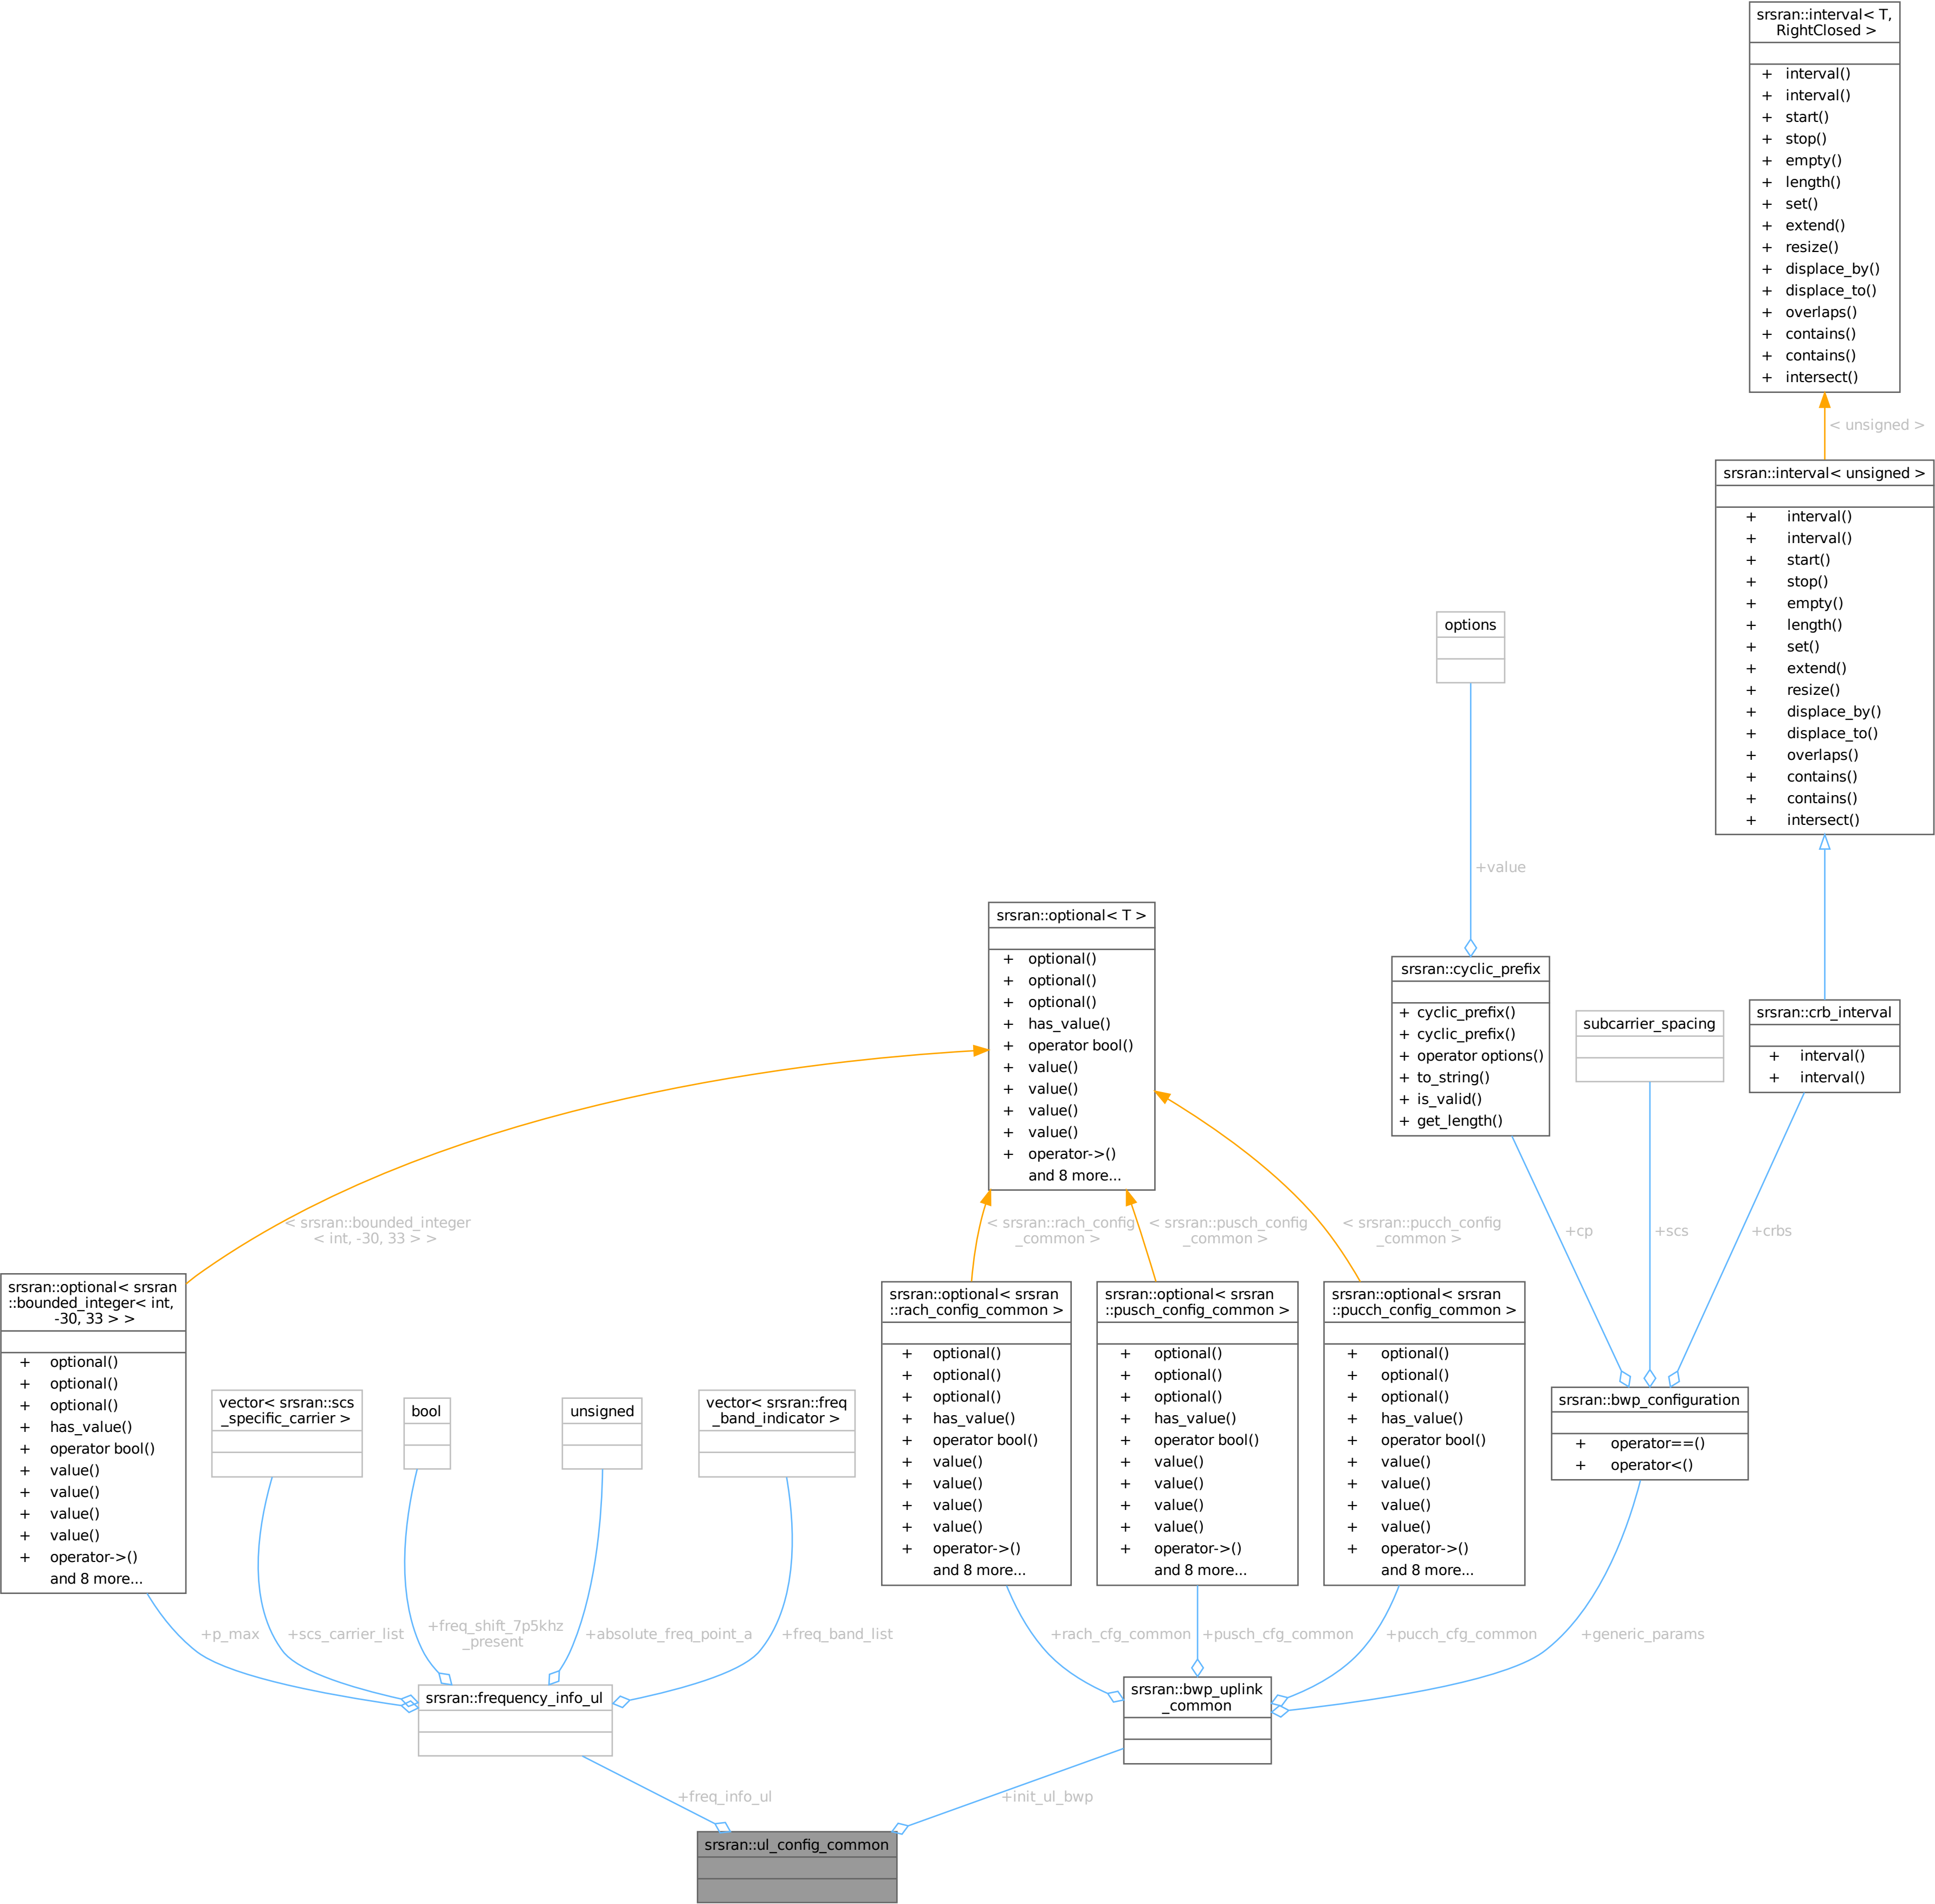 srsran::interval< T,
RightClosed >
+ interval()
+ interval()
+ start()
+ stop()
+ empty()
+ length()
+ set()
+ extend()
+ resize()
+ displace_by()
+ displace_to()
+ overlaps()
+ contains()
+ contains()
+ intersect()
< unsigned >
srsran::interval< unsigned >
+ interval()
+ interval()
+ start()
+ stop()
+ empty()
+ length()
+ set()
+ extend()
+ resize()
+ displace_by()
+ displace_to()
+ overlaps()
+ contains()
+ contains()
+ intersect()
options
+value
srsran::optional< T >
+ optional()
+ optional()
+ optional()
+ has_value()
+ operator bool()
+ value()
+ value()
+ value()
+ value()
+ operator->()
and 8 more...
srsran::cyclic_prefix
+ cyclic_prefix()
+ cyclic_prefix()
+ operator options()
+ to_string()
+ is_valid()
+ get_length()
subcarrier_spacing
srsran::crb_interval
+ interval()
+ interval()
< srsran::bounded_integer
< int, -30, 33 > >
< srsran::rach_config
_common >
< srsran::pusch_config
_common >
< srsran::pucch_config
_common >
+cp
+scs
+crbs
srsran::optional< srsran
::bounded_integer< int,
-30, 33 > >
+ optional()
+ optional()
+ optional()
+ has_value()
+ operator bool()
+ value()
+ value()
+ value()
+ value()
+ operator->()
and 8 more...
vector< srsran::scs
_specific_carrier >
bool
unsigned
vector< srsran::freq
_band_indicator >
srsran::optional< srsran
::rach_config_common >
+ optional()
+ optional()
+ optional()
+ has_value()
+ operator bool()
+ value()
+ value()
+ value()
+ value()
+ operator->()
and 8 more...
srsran::optional< srsran
::pusch_config_common >
+ optional()
+ optional()
+ optional()
+ has_value()
+ operator bool()
+ value()
+ value()
+ value()
+ value()
+ operator->()
and 8 more...
srsran::optional< srsran
::pucch_config_common >
+ optional()
+ optional()
+ optional()
+ has_value()
+ operator bool()
+ value()
+ value()
+ value()
+ value()
+ operator->()
and 8 more...
srsran::bwp_configuration
+ operator==()
+ operator<()
+p_max
+scs_carrier_list
+freq_shift_7p5khz
_present
+absolute_freq_point_a
+freq_band_list
+rach_cfg_common
+pusch_cfg_common
+pucch_cfg_common
+generic_params
srsran::frequency_info_ul
srsran::bwp_uplink
_common
+freq_info_ul
+init_ul_bwp
srsran::ul_config_common